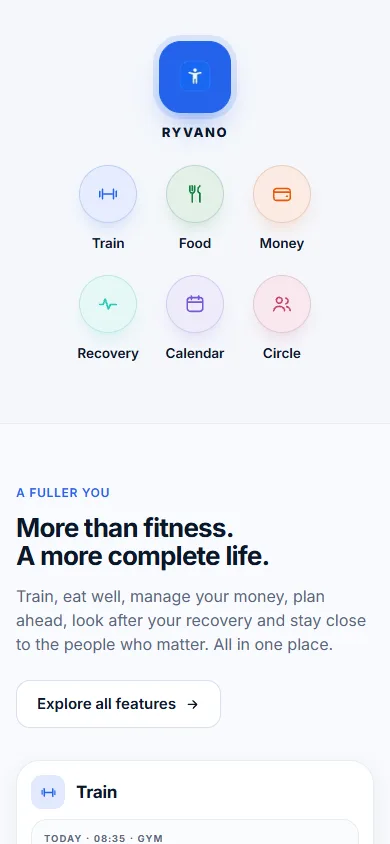 RYVANO
Train
Food
Money
Recovery
Calendar
Circle
A FULLER YOU
More than fitness.
A more complete life.
Train, eat well, manage your money, plan
ahead, look after your recovery and stay close
to the people who matter. All in one place.
Explore all features →
Train
TODAY · 08:35 · GYM